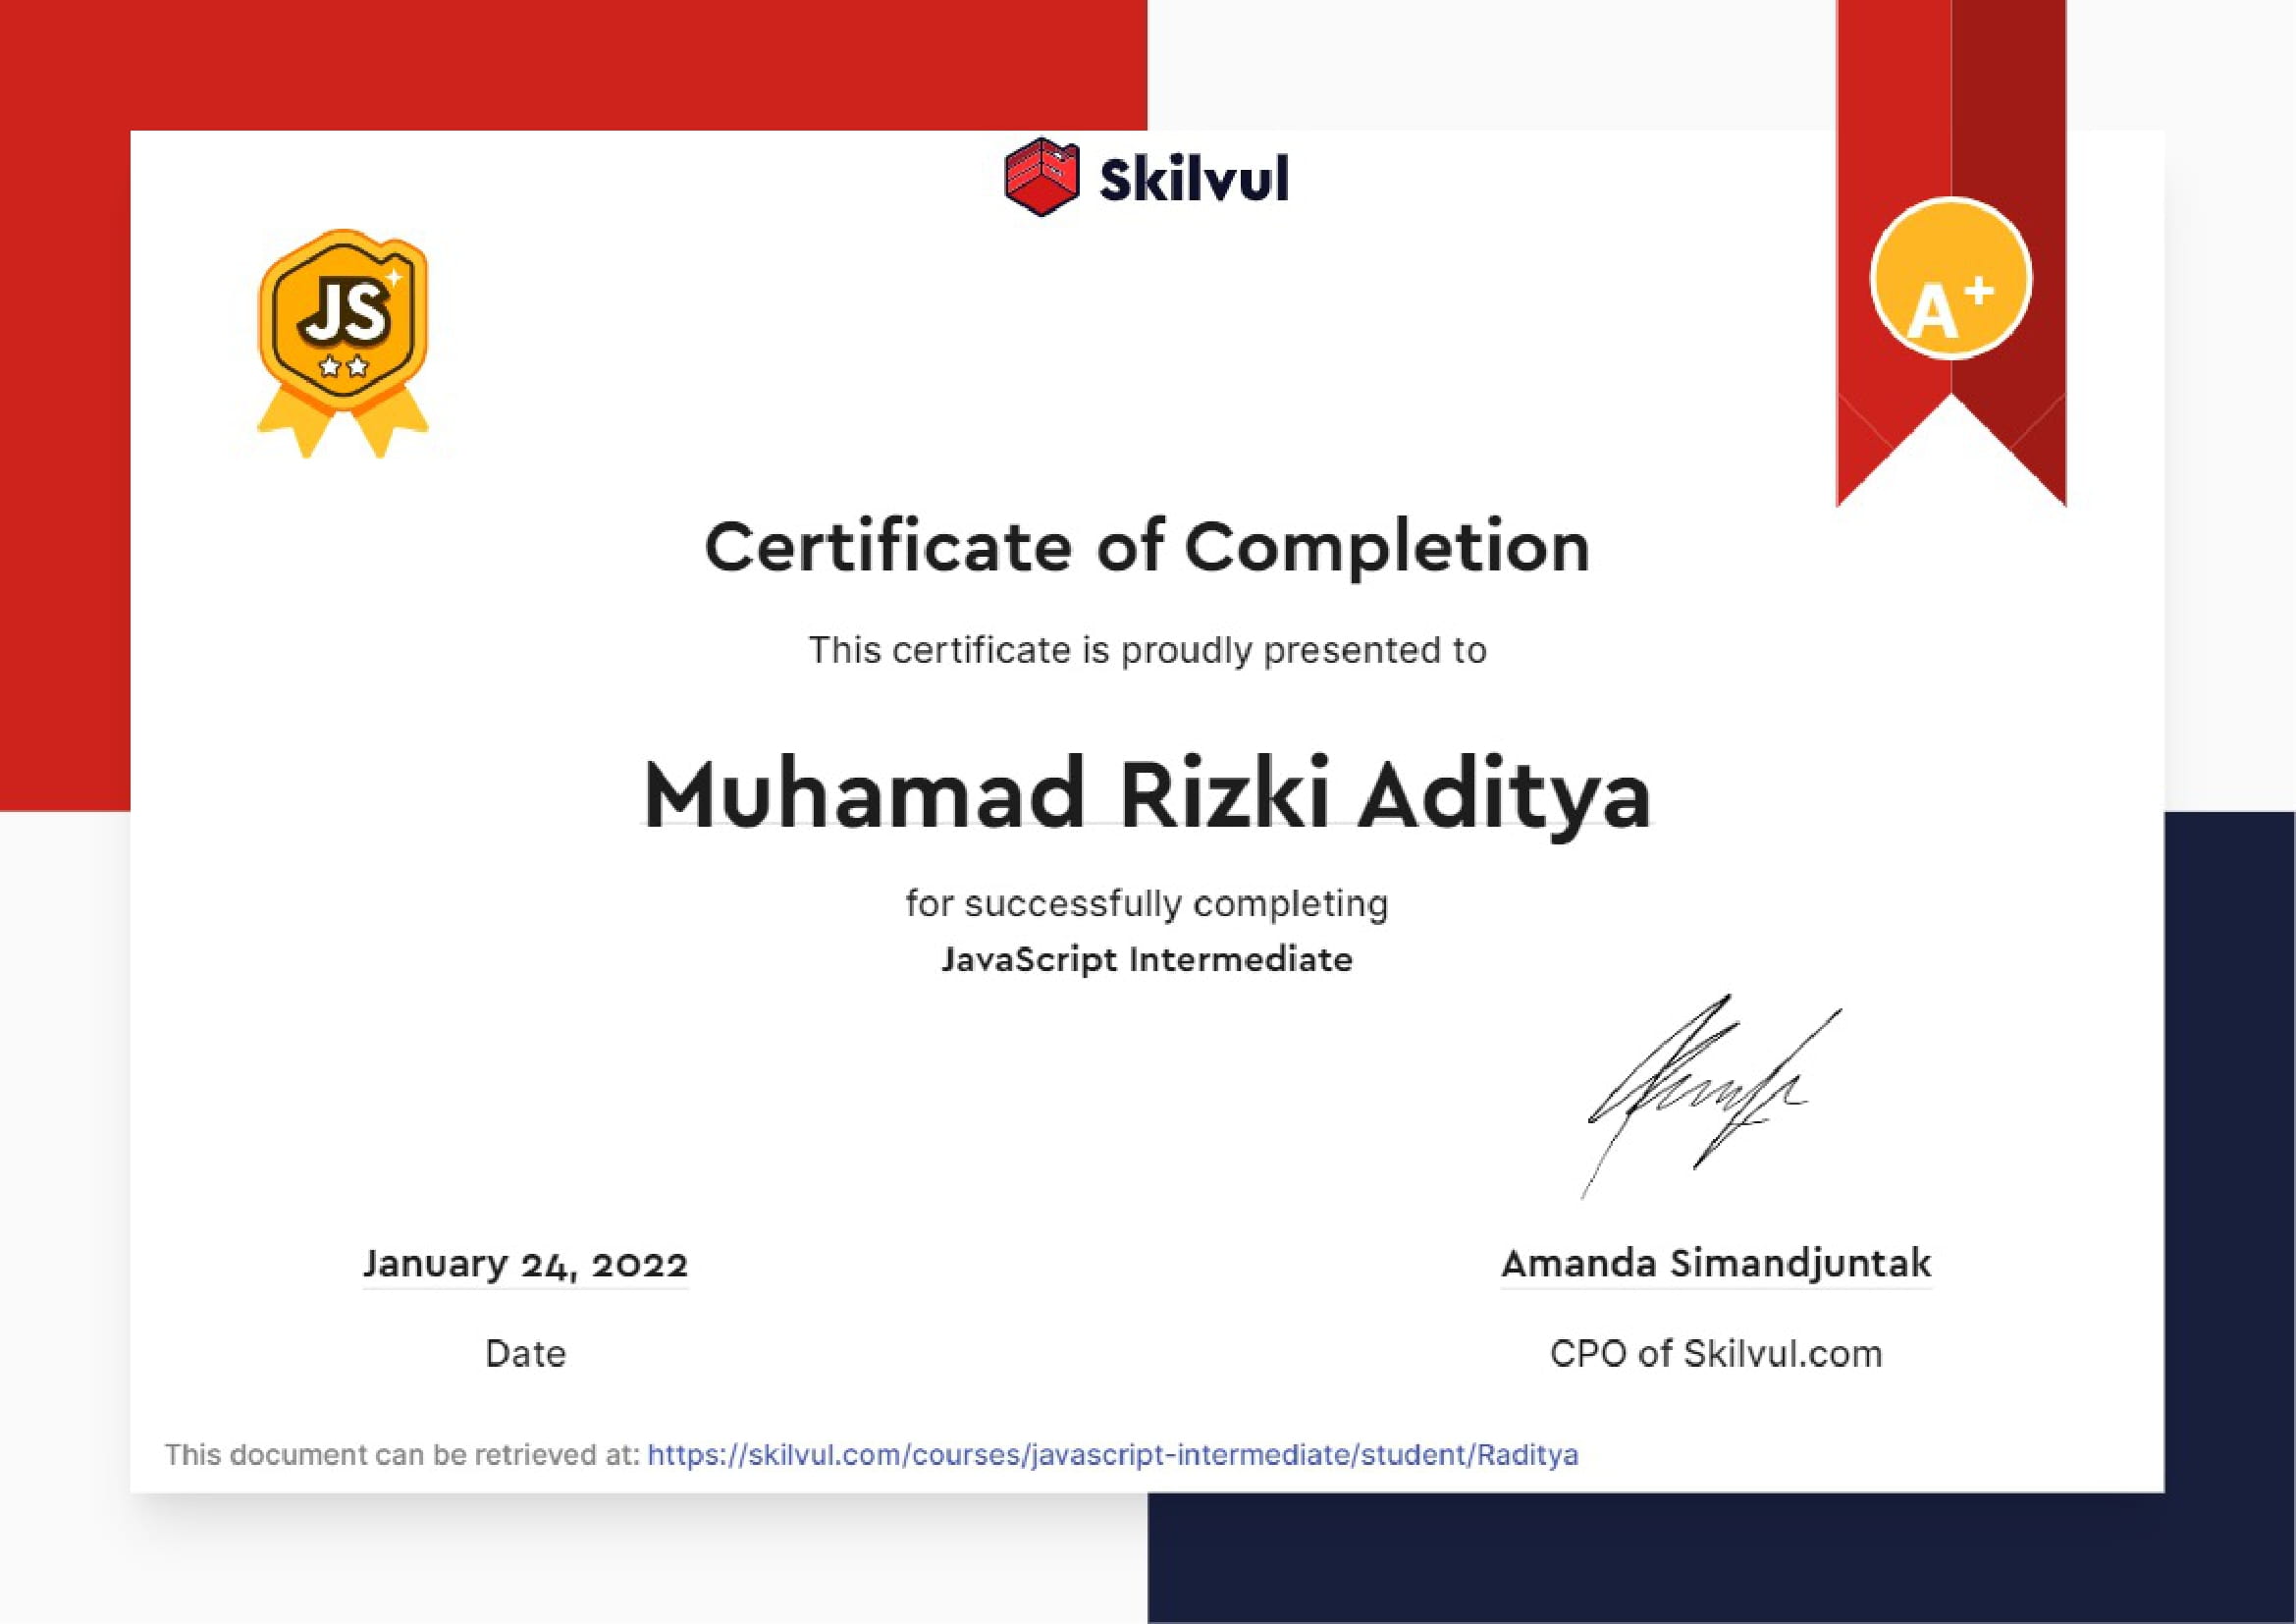 Skilvul
JS
A+
Certificate of Completion
This certificate is proudly presented to
Muhamad Rizki Aditya
for successfully completing
JavaScript Intermediate
January 24, 2022
Amanda Simandjuntak
Date
CPO of Skilvul.com
This document can be retrieved at: https://skilvul.com/courses/javascript-intermediate/student/Raditya